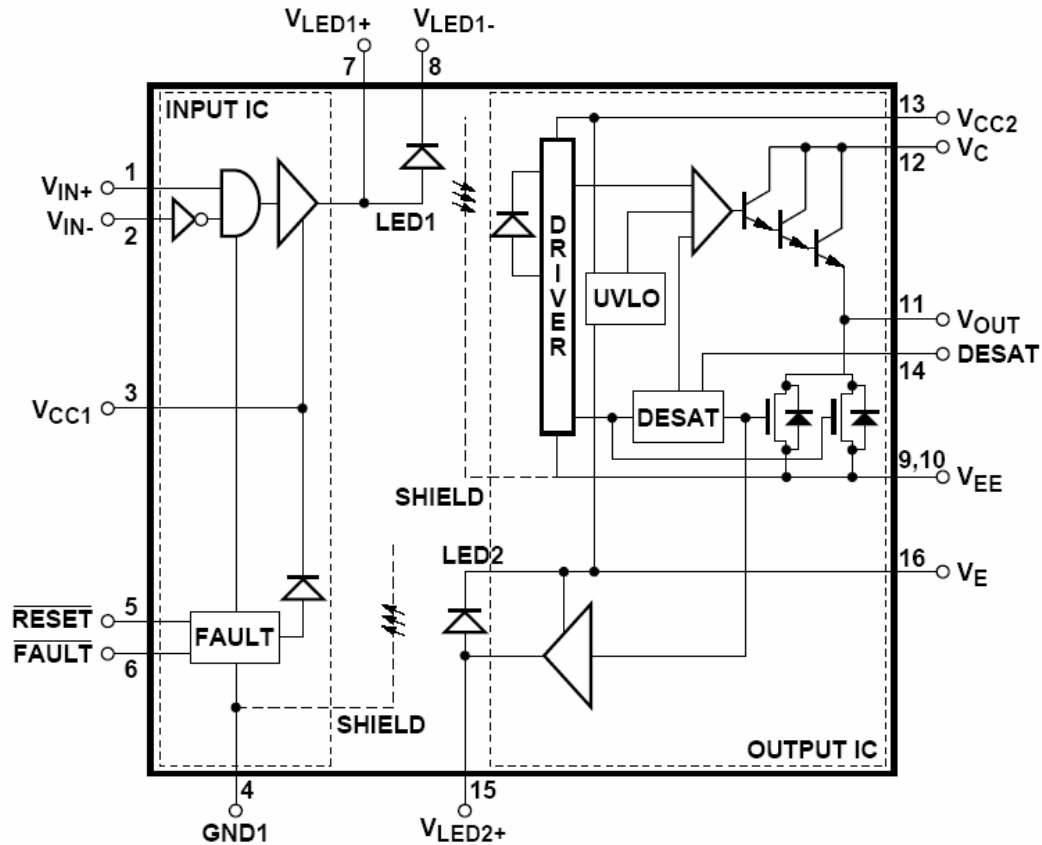 VLED1+
VLED1-
7
8
INPUT IC
13
VCC2
12
VC
1
VIN+
VIN-
2
LED1
DRIVER
UVLO
11
VOUT
DESAT
14
3
VCC1
DESAT
9,10
VEE
SHIELD
LED2
16
VE
5
RESET
FAULT
FAULT
6
SHIELD
OUTPUT IC
4
15
GND1
VLED2+